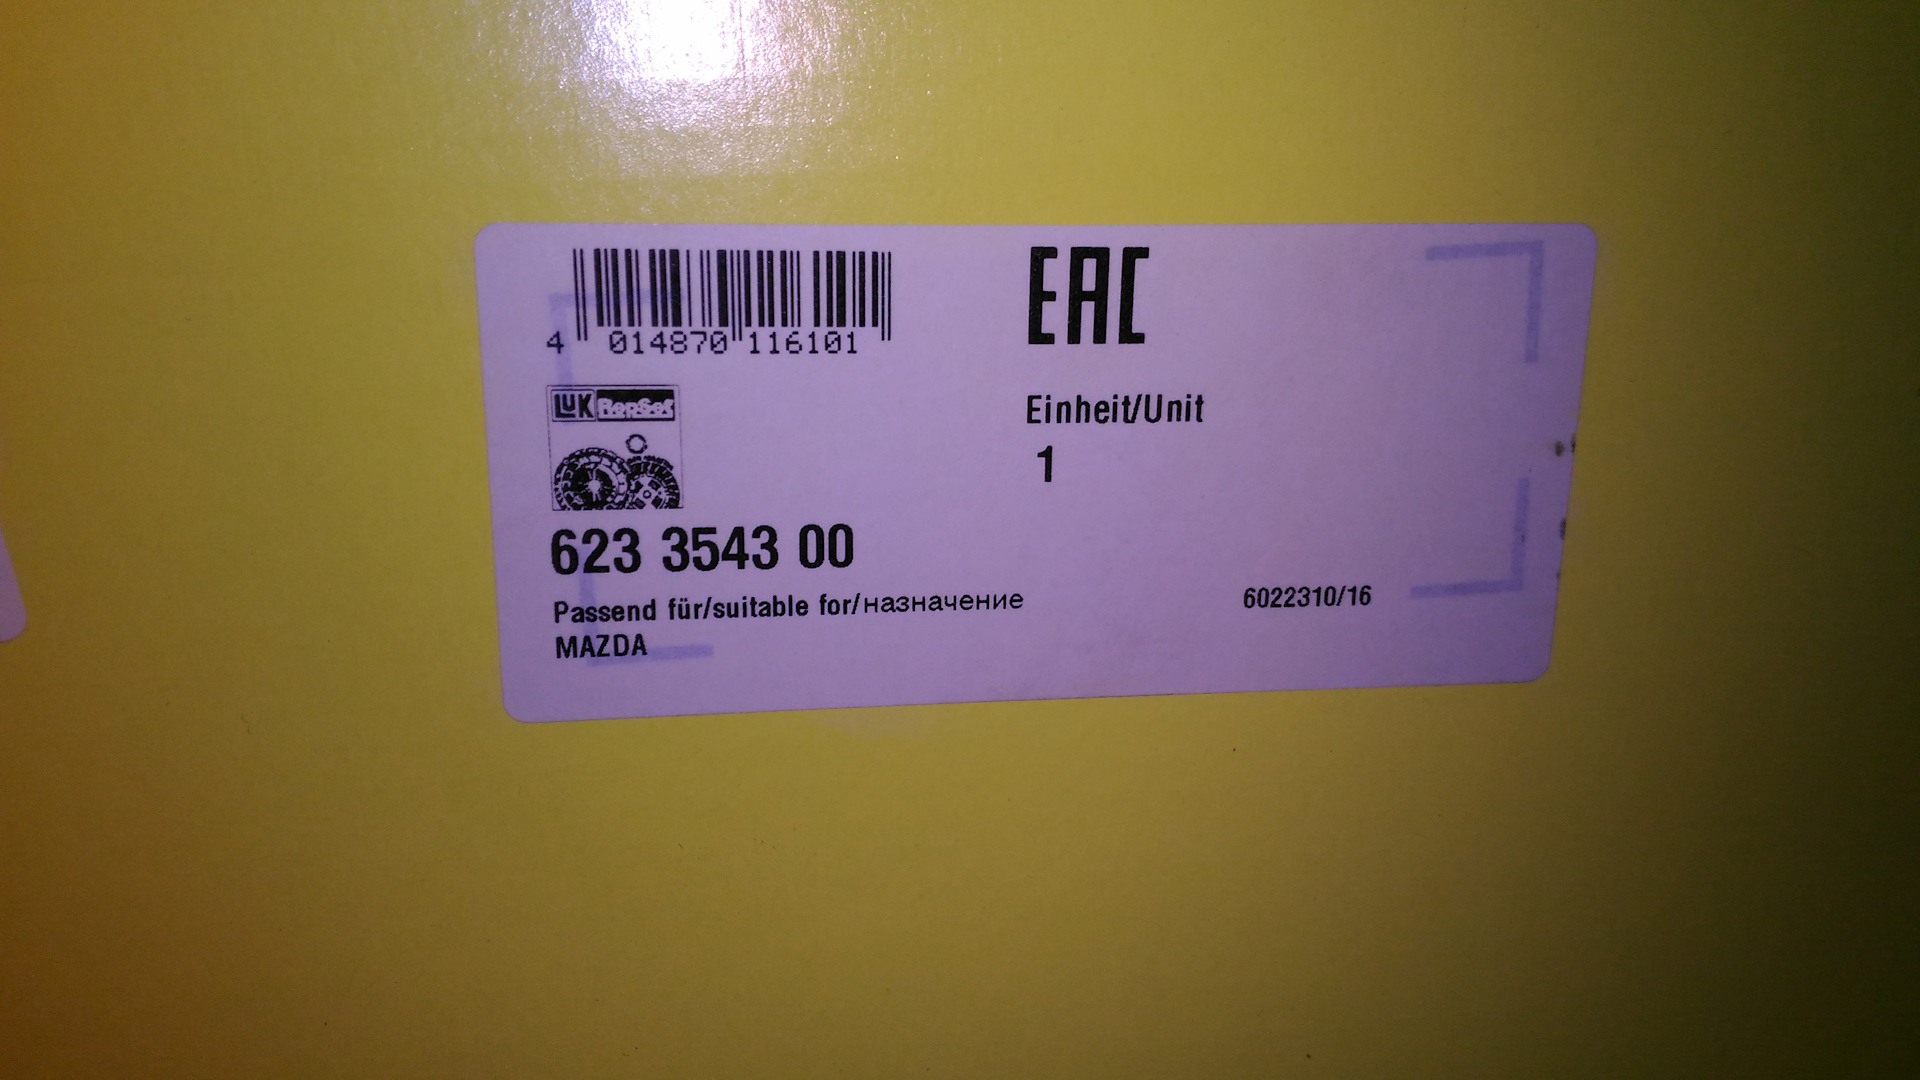 4 014870 116101
EAC
LUK RepSet
Einheit/Unit
1
623 3543 00
Passend für/suitable for/назначение
MAZDA
6022310/16